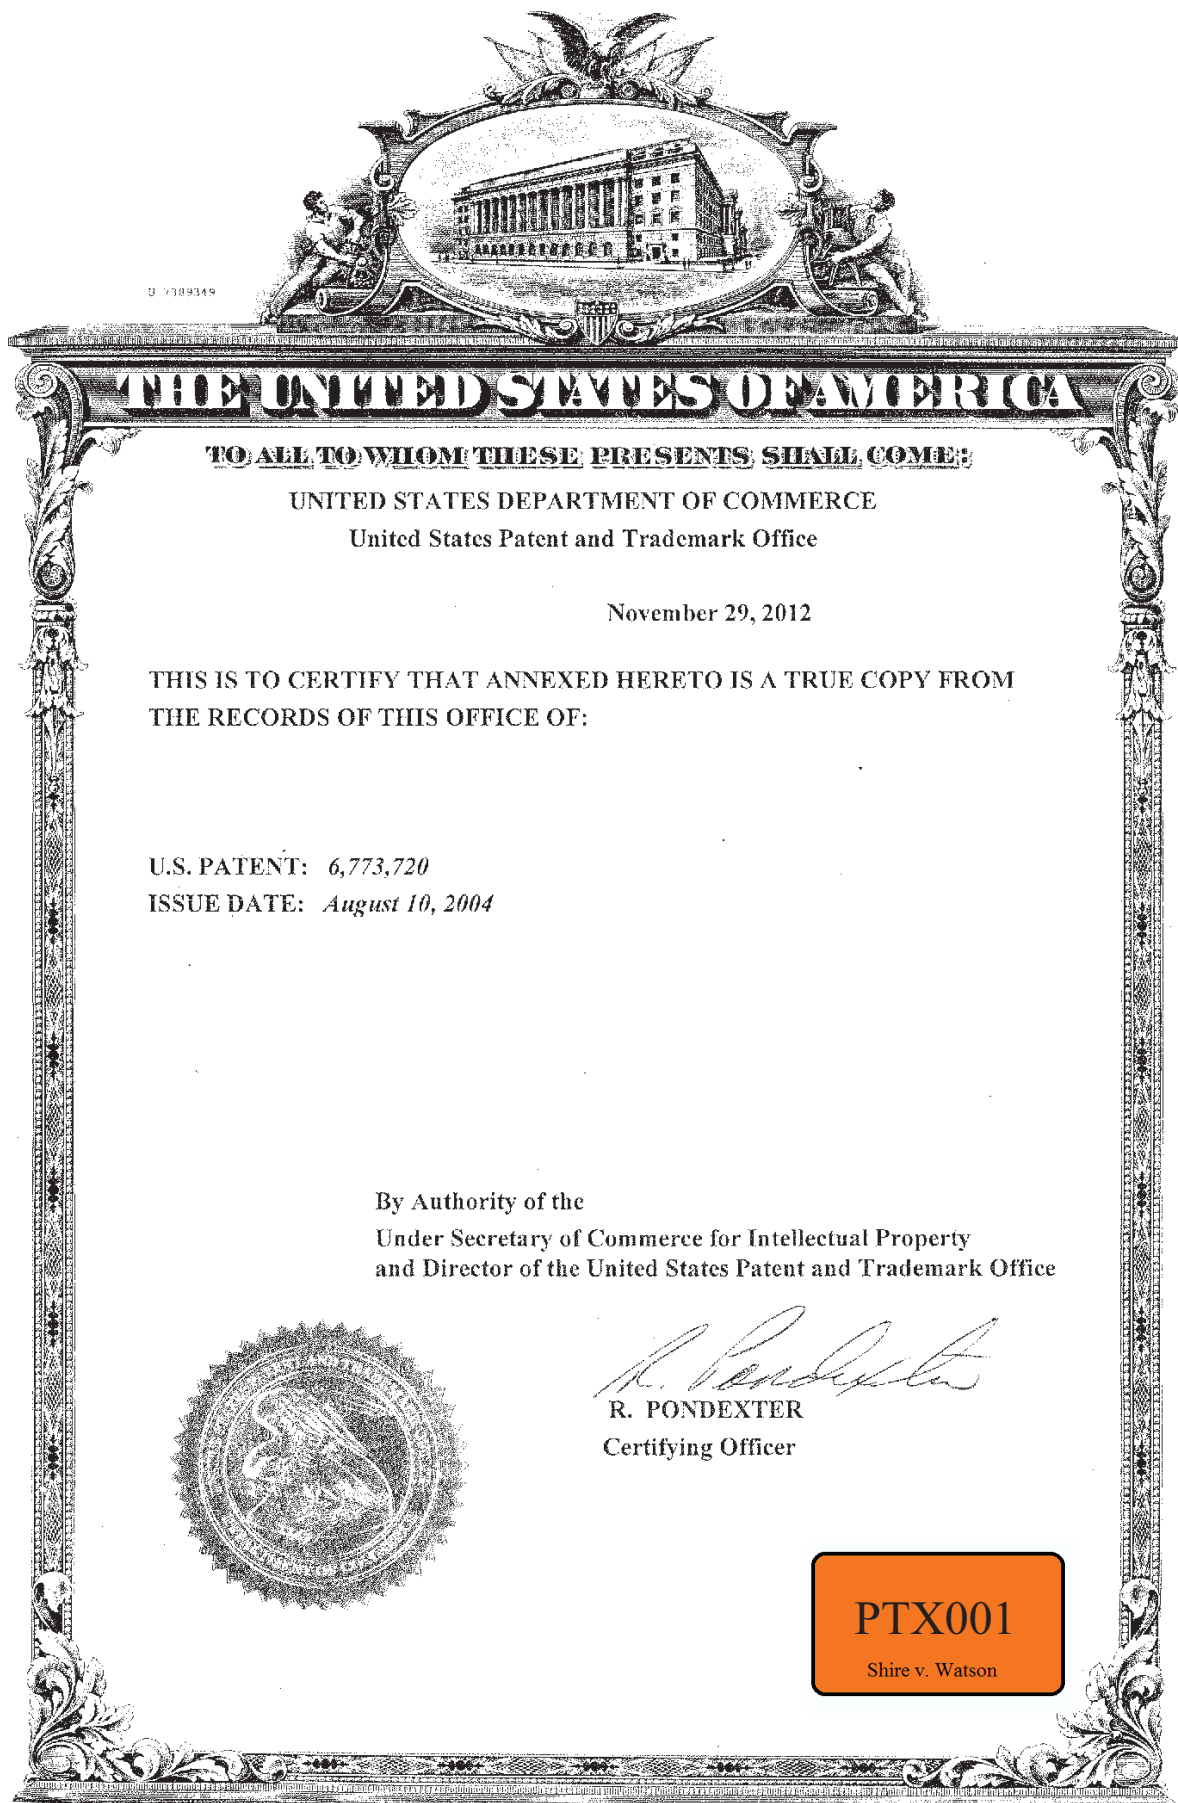 THE UNITED STATES OF AMERICA
TO ALL TO WHOM THESE PRESENTS SHALL COME:
UNITED STATES DEPARTMENT OF COMMERCE
United States Patent and Trademark Office
November 29, 2012
THIS IS TO CERTIFY THAT ANNEXED HERETO IS A TRUE COPY FROM
THE RECORDS OF THIS OFFICE OF:
U.S. PATENT: 6,773,720
ISSUE DATE: August 10, 2004
By Authority of the
Under Secretary of Commerce for Intellectual Property
and Director of the United States Patent and Trademark Office
R. Pondexter
R. PONDEXTER
Certifying Officer
PTX001
Shire v. Watson